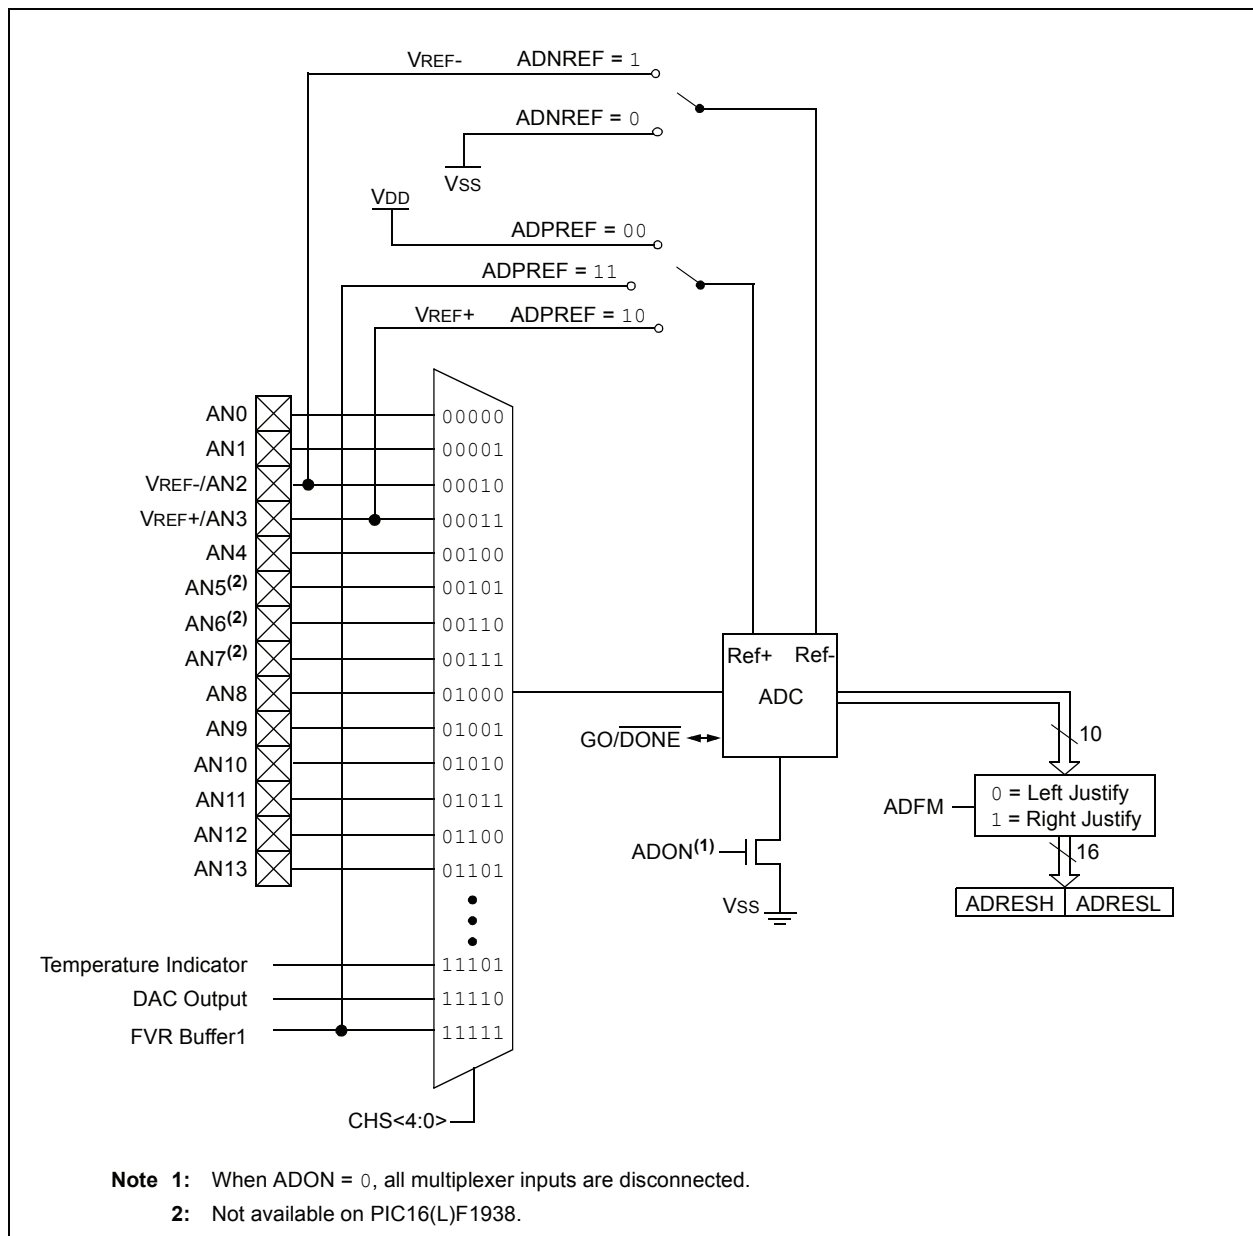 VREF- ADNREF = 1
ADNREF = 0
VSS
VDD
ADPREF = 00
ADPREF = 11
VREF+ ADPREF = 10
AN0 00000
AN1 00001
VREF-/AN2 00010
VREF+/AN3 00011
AN4 00100
AN5(2) 00101
AN6(2) 00110
AN7(2) 00111
AN8 01000
AN9 01001
AN10 01010
AN11 01011
AN12 01100
AN13 01101
Temperature Indicator 11101
DAC Output 11110
FVR Buffer1 11111
CHS<4:0>
Ref+ Ref-
ADC
GO/DONE
ADON(1)
VSS
10
ADFM
0 = Left Justify
1 = Right Justify
16
ADRESH ADRESL
Note 1: When ADON = 0, all multiplexer inputs are disconnected.
2: Not available on PIC16(L)F1938.